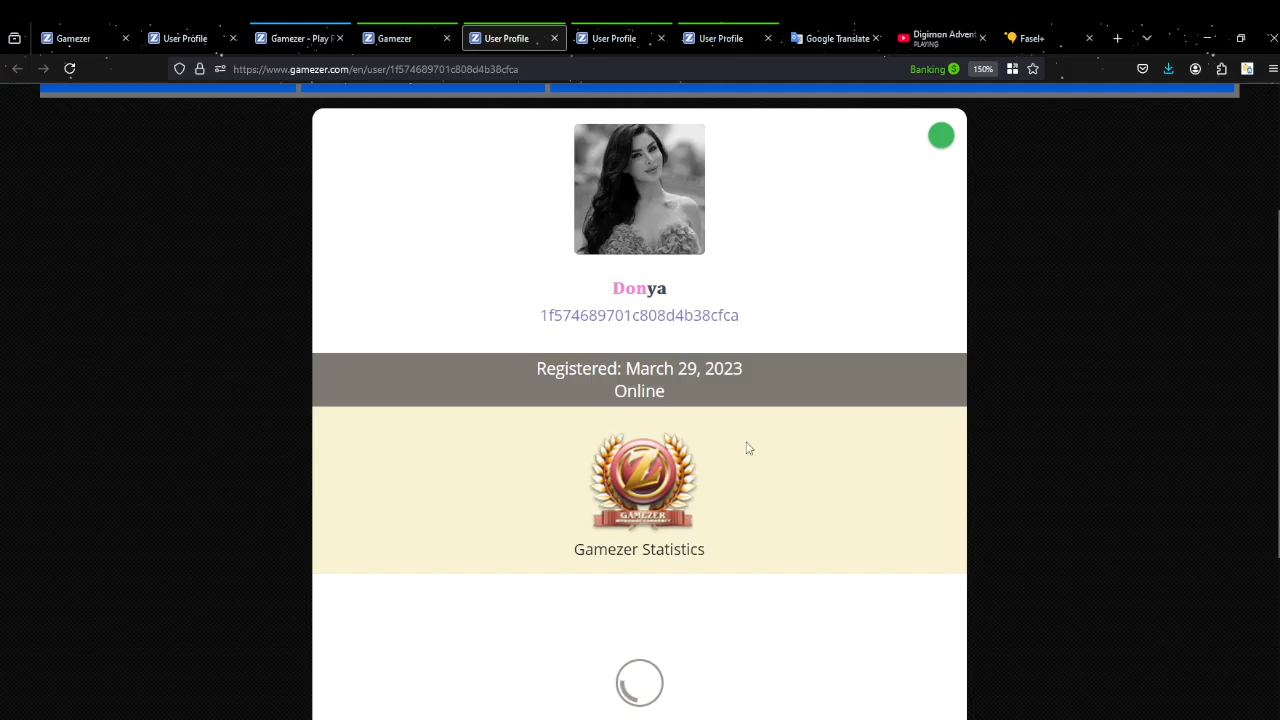 Gamezer
User Profile
Gamezer - Play F
Gamezer
User Profile
User Profile
User Profile
Google Translate
Digimon Advent
PLAYING
Fasel+
https://www.gamezer.com/en/user/1f574689701c808d4b38cfca
Banking
150%
Donya
1f574689701c808d4b38cfca
Registered: March 29, 2023
Online
GAMEZER
Gamezer Statistics